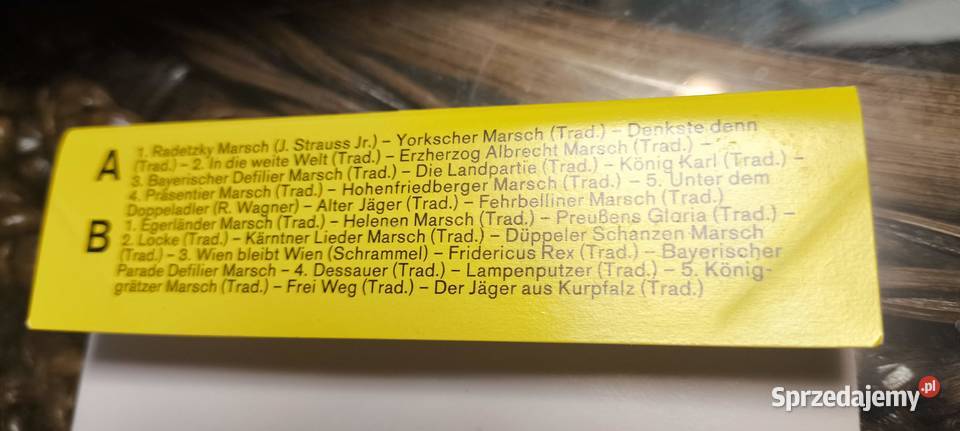 A
1. Radetzky Marsch (J. Strauss Jr.) – Yorkscher Marsch (Trad.) – Denkste denn
(Trad.) – 2. In die weite Welt (Trad.) – Erzherzog Albrecht Marsch (Trad.) –
3. Bayerischer Defilier Marsch (Trad.) – Die Landpartie (Trad.) – König Karl (Trad.) –
4. Präsentier Marsch (Trad.) – Hohenfriedberger Marsch (Trad.) – 5. Unter dem
Doppeladler (R. Wagner) – Alter Jäger (Trad.) – Fehrbelliner Marsch (Trad.)
B
1. Egerländer Marsch (Trad.) – Helenen Marsch (Trad.) – Preußens Gloria (Trad.) –
2. Locke (Trad.) – Kärntner Lieder Marsch (Trad.) – Düppeler Schanzen Marsch
(Trad.) – 3. Wien bleibt Wien (Schrammel) – Fridericus Rex (Trad.) – Bayerischer
Parade Defilier Marsch – 4. Dessauer (Trad.) – Lampenputzer (Trad.) – 5. König-
grätzer Marsch (Trad.) – Frei Weg (Trad.) – Der Jäger aus Kurpfalz (Trad.)
Sprzedajemy.pl